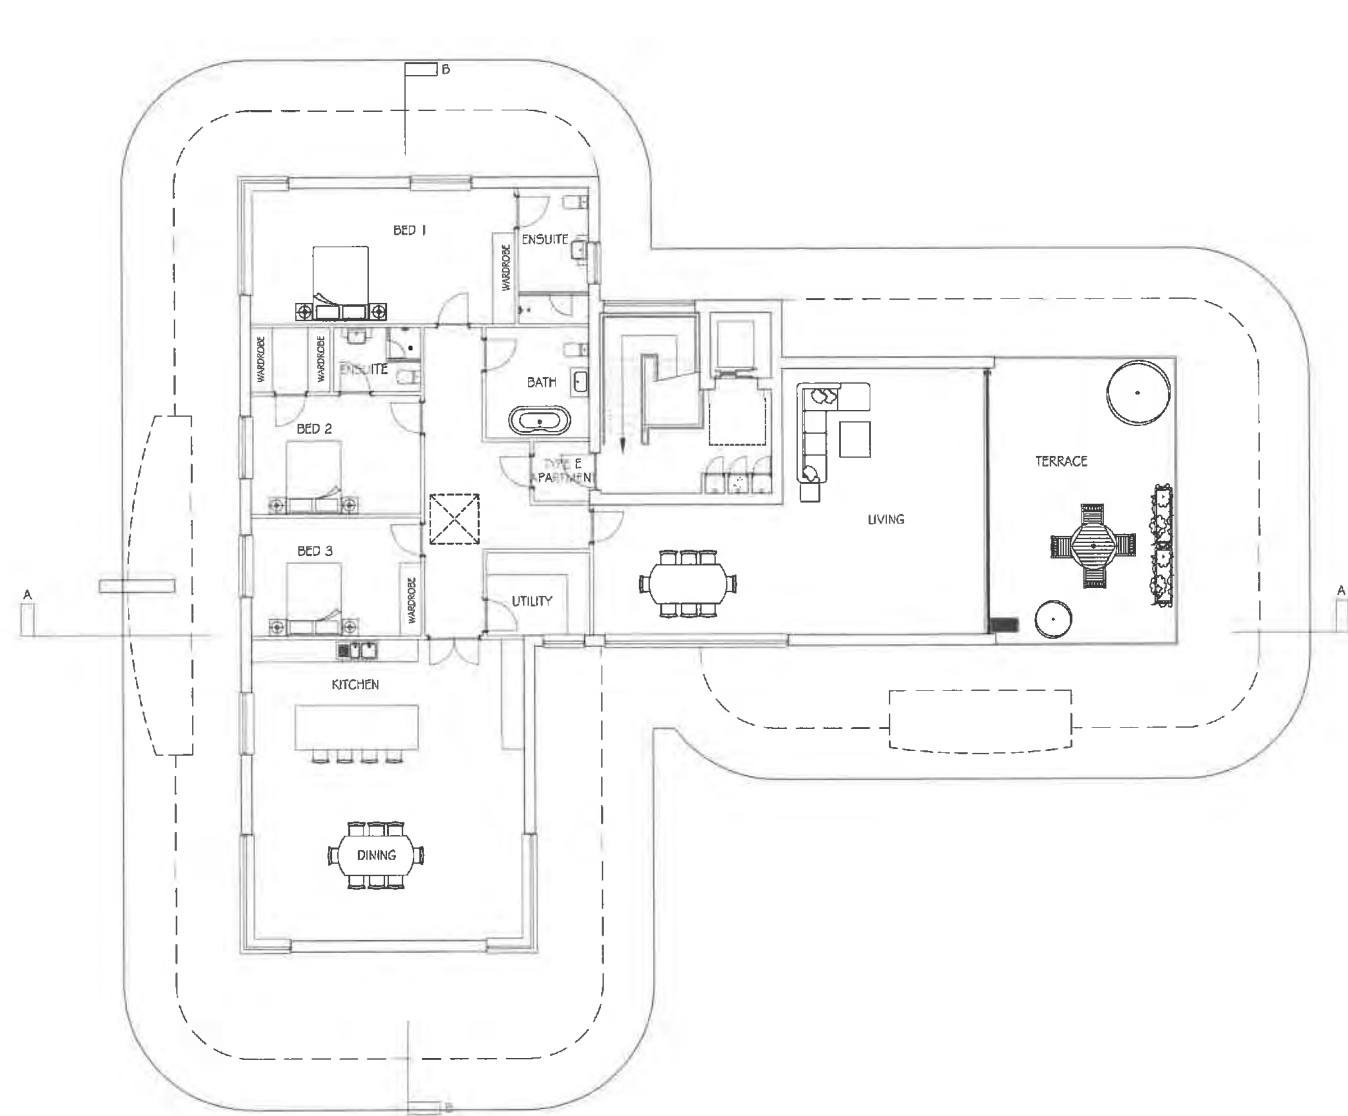 B
BED 1
ENSUITE
WARDROBE
WARDROBE
WARDROBE
ENSUITE
BATH
BED 2
TYPE E
APARTMENT
TERRACE
LIVING
BED 3
WARDROBE
UTILITY
A
A
KITCHEN
DINING
B